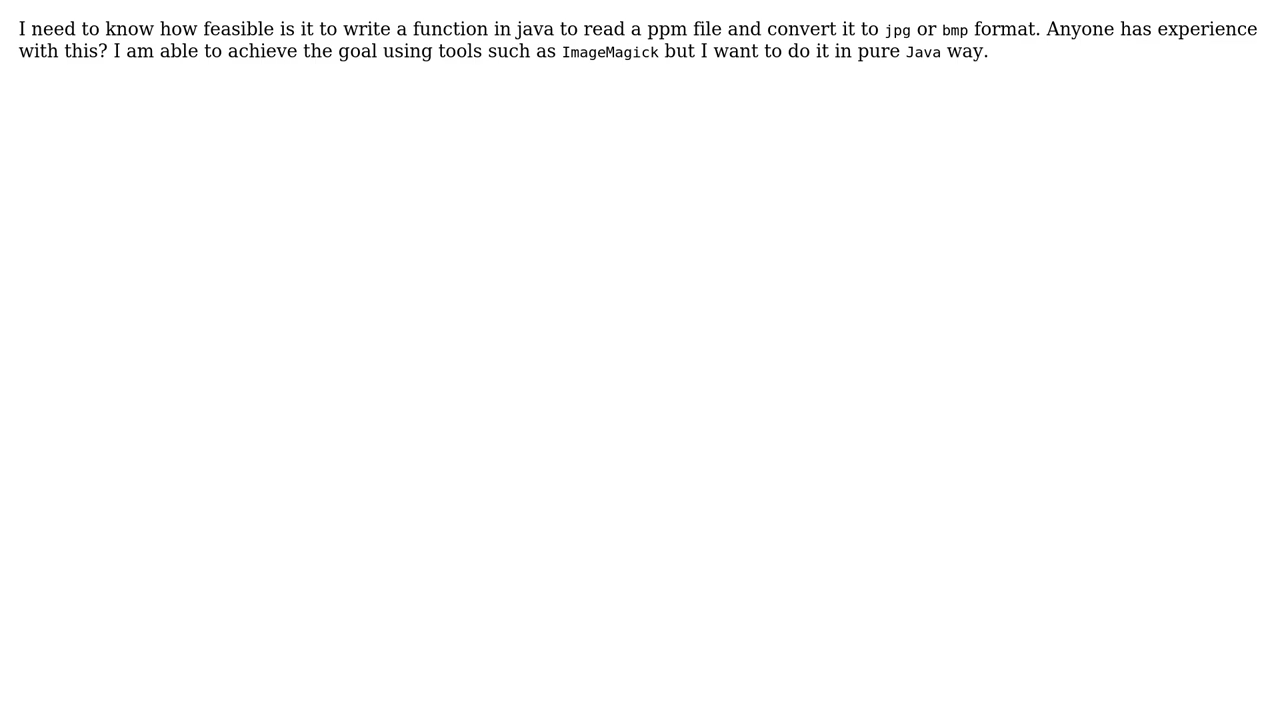 I need to know how feasible is it to write a function in java to read a ppm file and convert it to jpg or bmp format. Anyone has experience
with this? I am able to achieve the goal using tools such as ImageMagick but I want to do it in pure Java way.